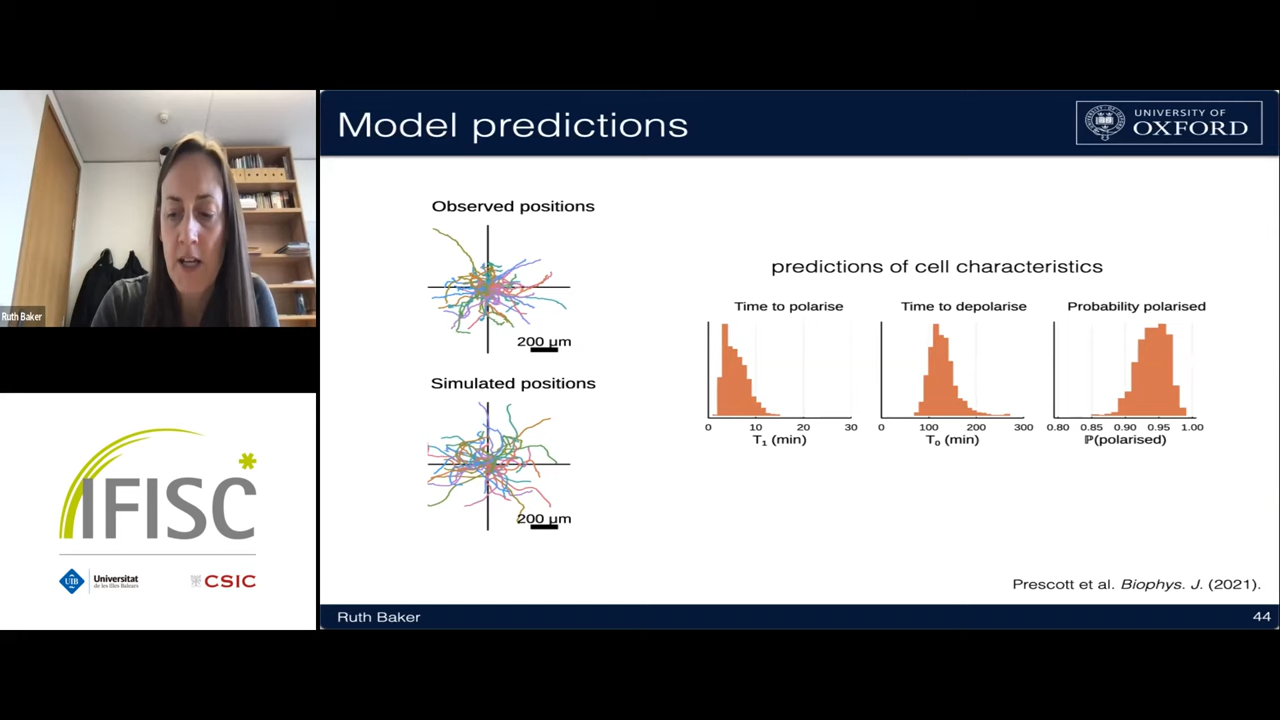 Ruth Baker
IFISC
UIB
Universitat
de les Illes Balears
CSIC
Model predictions
UNIVERSITY OF
OXFORD
Observed positions
200 µm
Simulated positions
200 µm
predictions of cell characteristics
Time to polarise
0 10 20 30
T₁ (min)
Time to depolarise
0 100 200 300
T₀ (min)
Probability polarised
0.80 0.85 0.90 0.95 1.00
ℙ(polarised)
Prescott et al. Biophys. J. (2021).
Ruth Baker
44